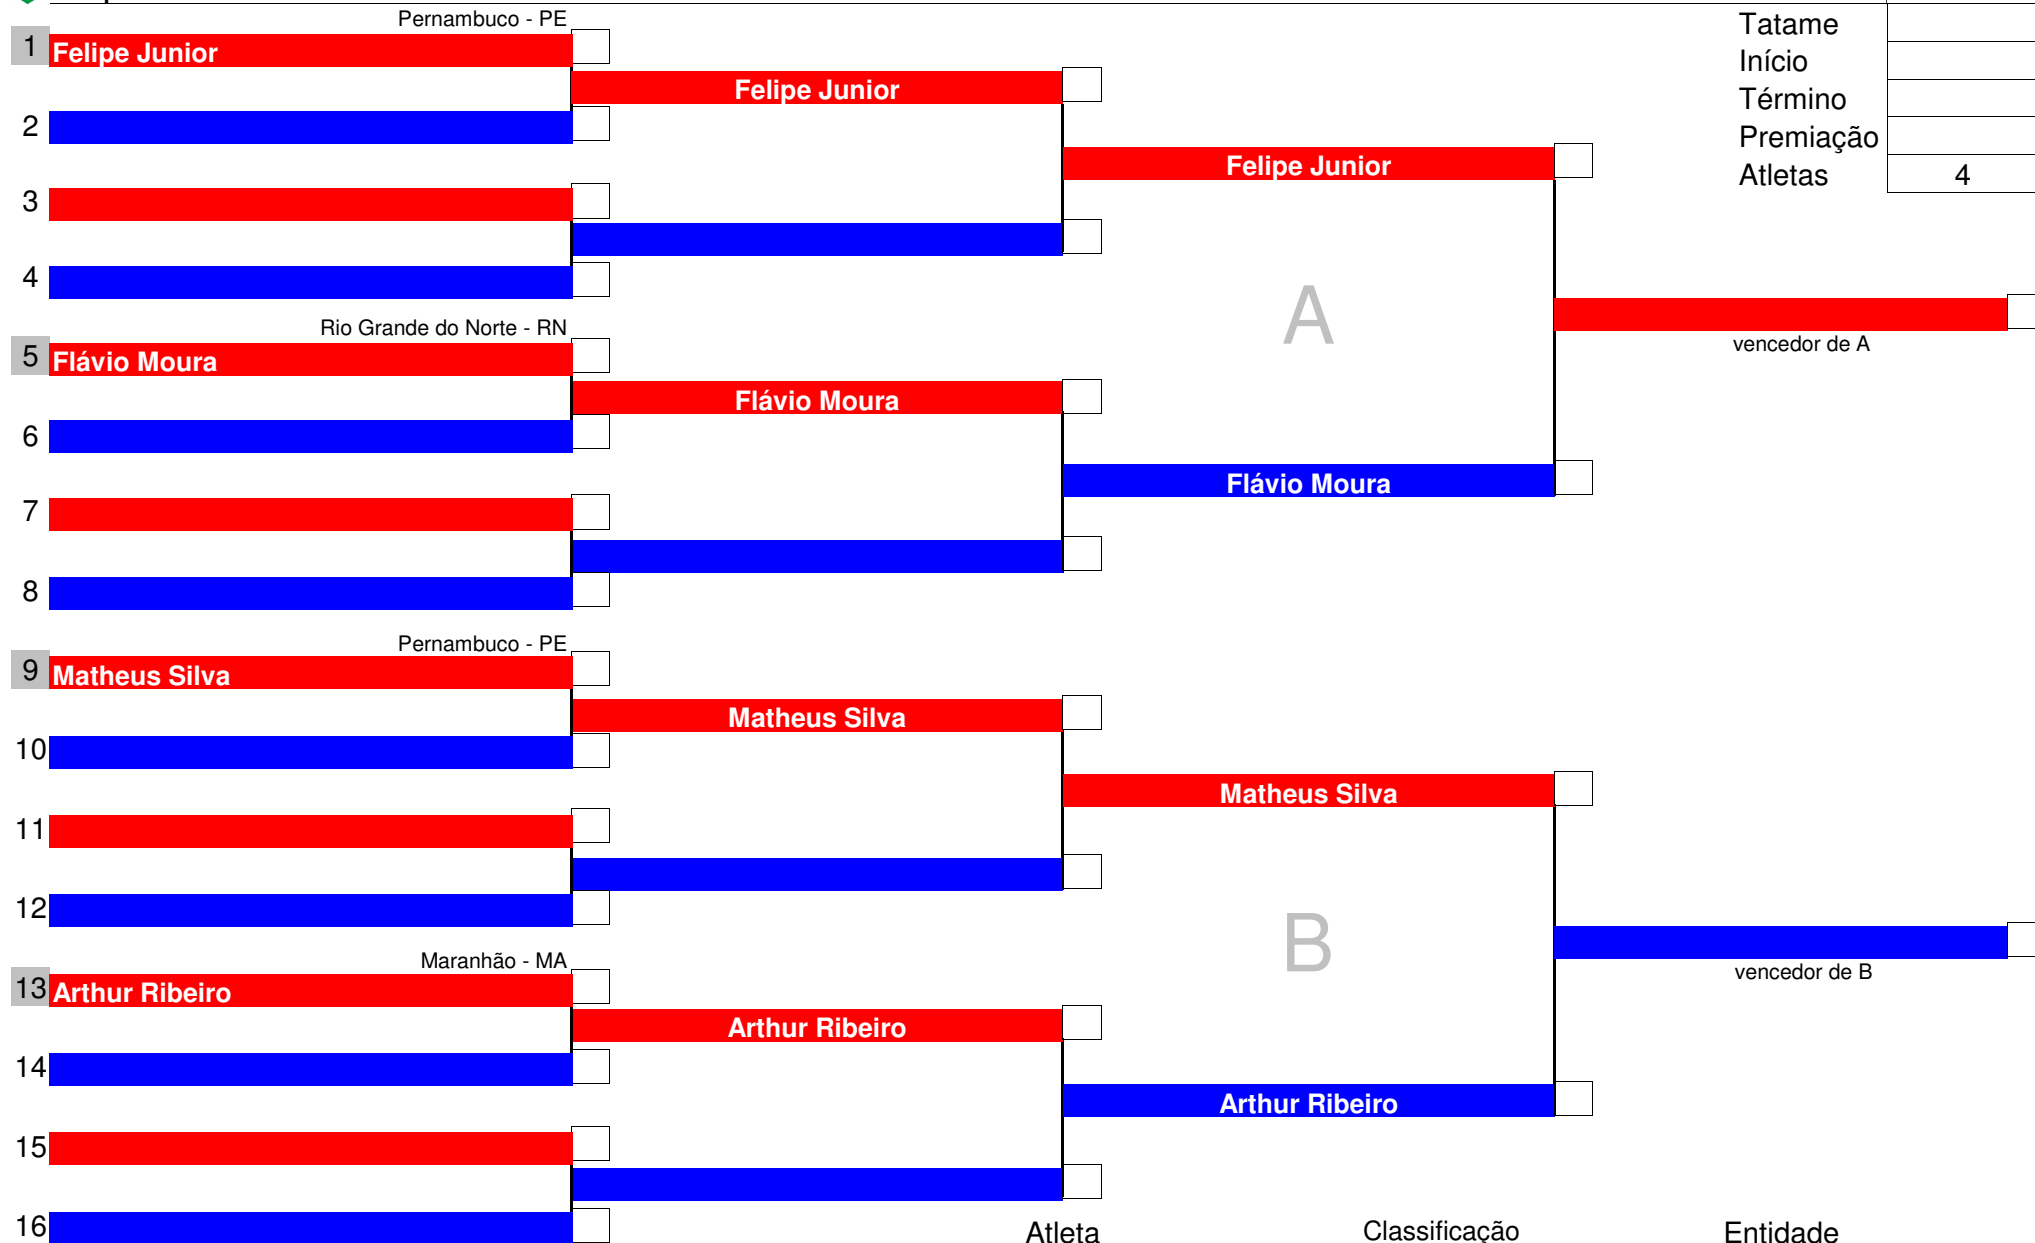 Pernambuco - PE
Tatame
1 Felipe Junior
Início
Felipe Junior
Término
2
Premiação
Felipe Junior
Atletas 4
3
4
A
Rio Grande do Norte - RN
vencedor de A
5 Flávio Moura
Flávio Moura
6
Flávio Moura
7
8
Pernambuco - PE
9 Matheus Silva
Matheus Silva
10
Matheus Silva
11
12
B
Maranhão - MA
vencedor de B
13 Arthur Ribeiro
Arthur Ribeiro
14
Arthur Ribeiro
15
16
Atleta Classificação Entidade